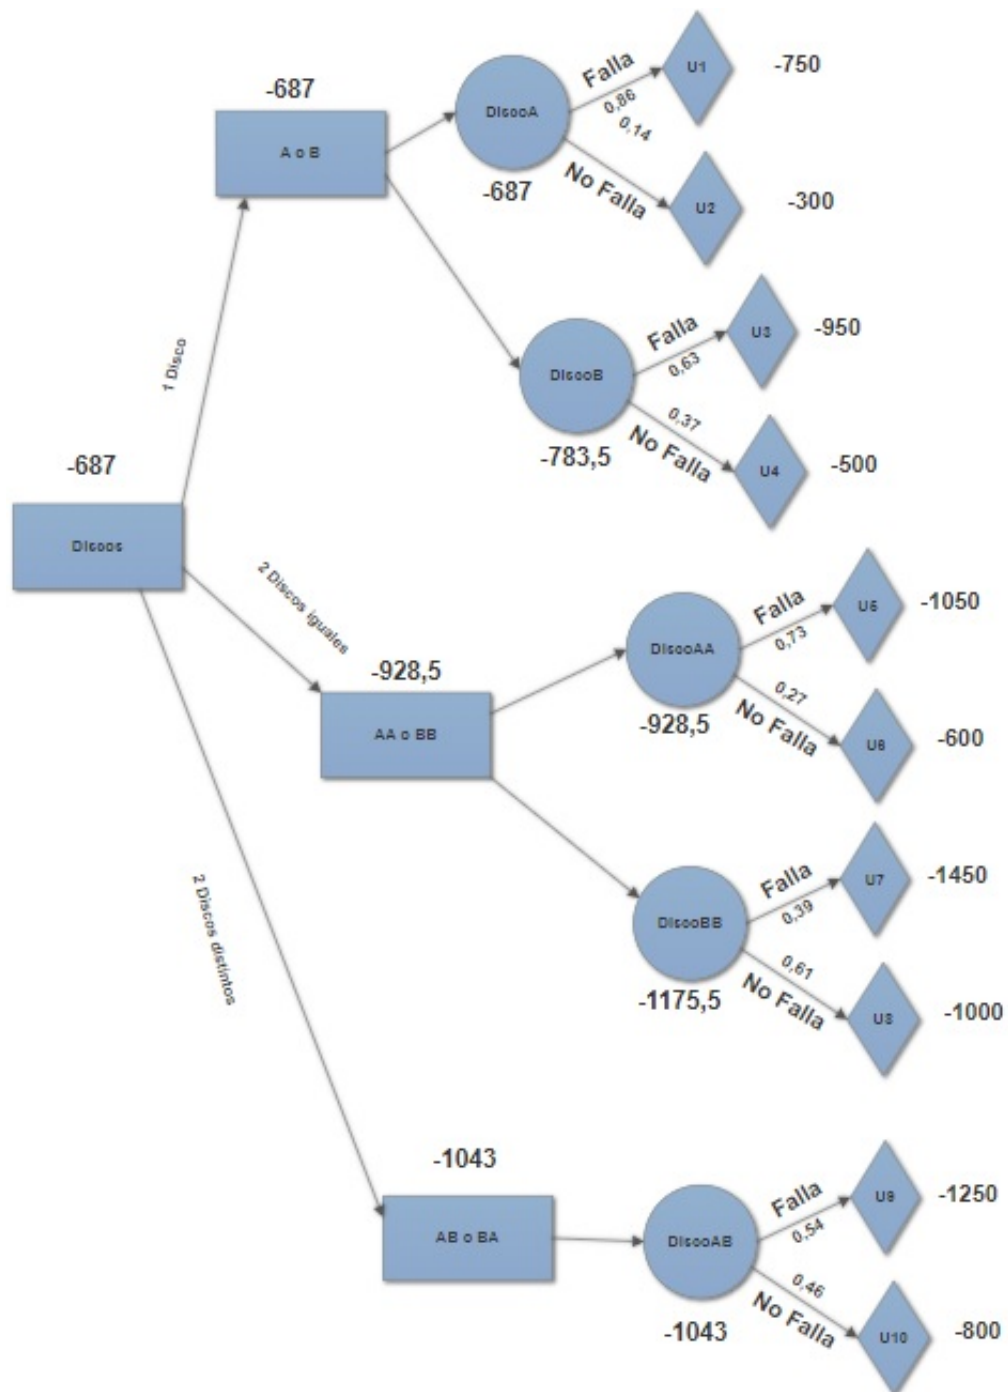 -687
A o B
DiscoA
-687
Falla
0,86
0,14
No Falla
U1
-750
U2
-300
1 Disco
DiscoB
-783,5
Falla
0,63
0,37
No Falla
U3
-950
U4
-500
-687
Discos
2 Discos iguales
-928,5
AA o BB
DiscoAA
-928,5
Falla
0,73
0,27
No Falla
U5
-1050
U6
-600
DiscoBB
-1175,5
Falla
0,39
0,61
No Falla
U7
-1450
U8
-1000
2 Discos distintos
-1043
AB o BA
DiscoAB
-1043
Falla
0,54
0,46
No Falla
U9
-1250
U10
-800